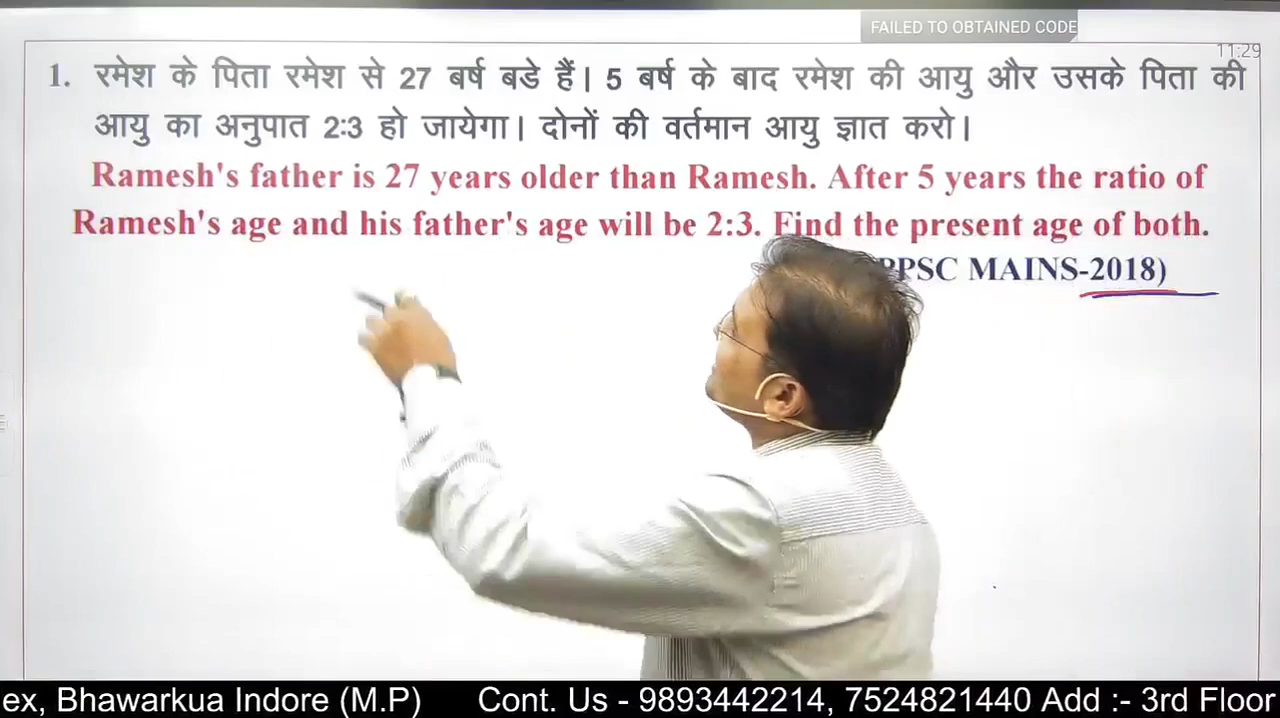 FAILED TO OBTAINED CODE
11:29
1. रमेश के पिता रमेश से 27 बर्ष बडे हैं। 5 बर्ष के बाद रमेश की आयु और उसके पिता की
आयु का अनुपात 2:3 हो जायेगा। दोनों की वर्तमान आयु ज्ञात करो।
Ramesh's father is 27 years older than Ramesh. After 5 years the ratio of
Ramesh's age and his father's age will be 2:3. Find the present age of both.
MAINS-2018)
ex, Bhawarkua Indore (M.P) Cont. Us - 9893442214, 7524821440 Add :- 3rd Floor